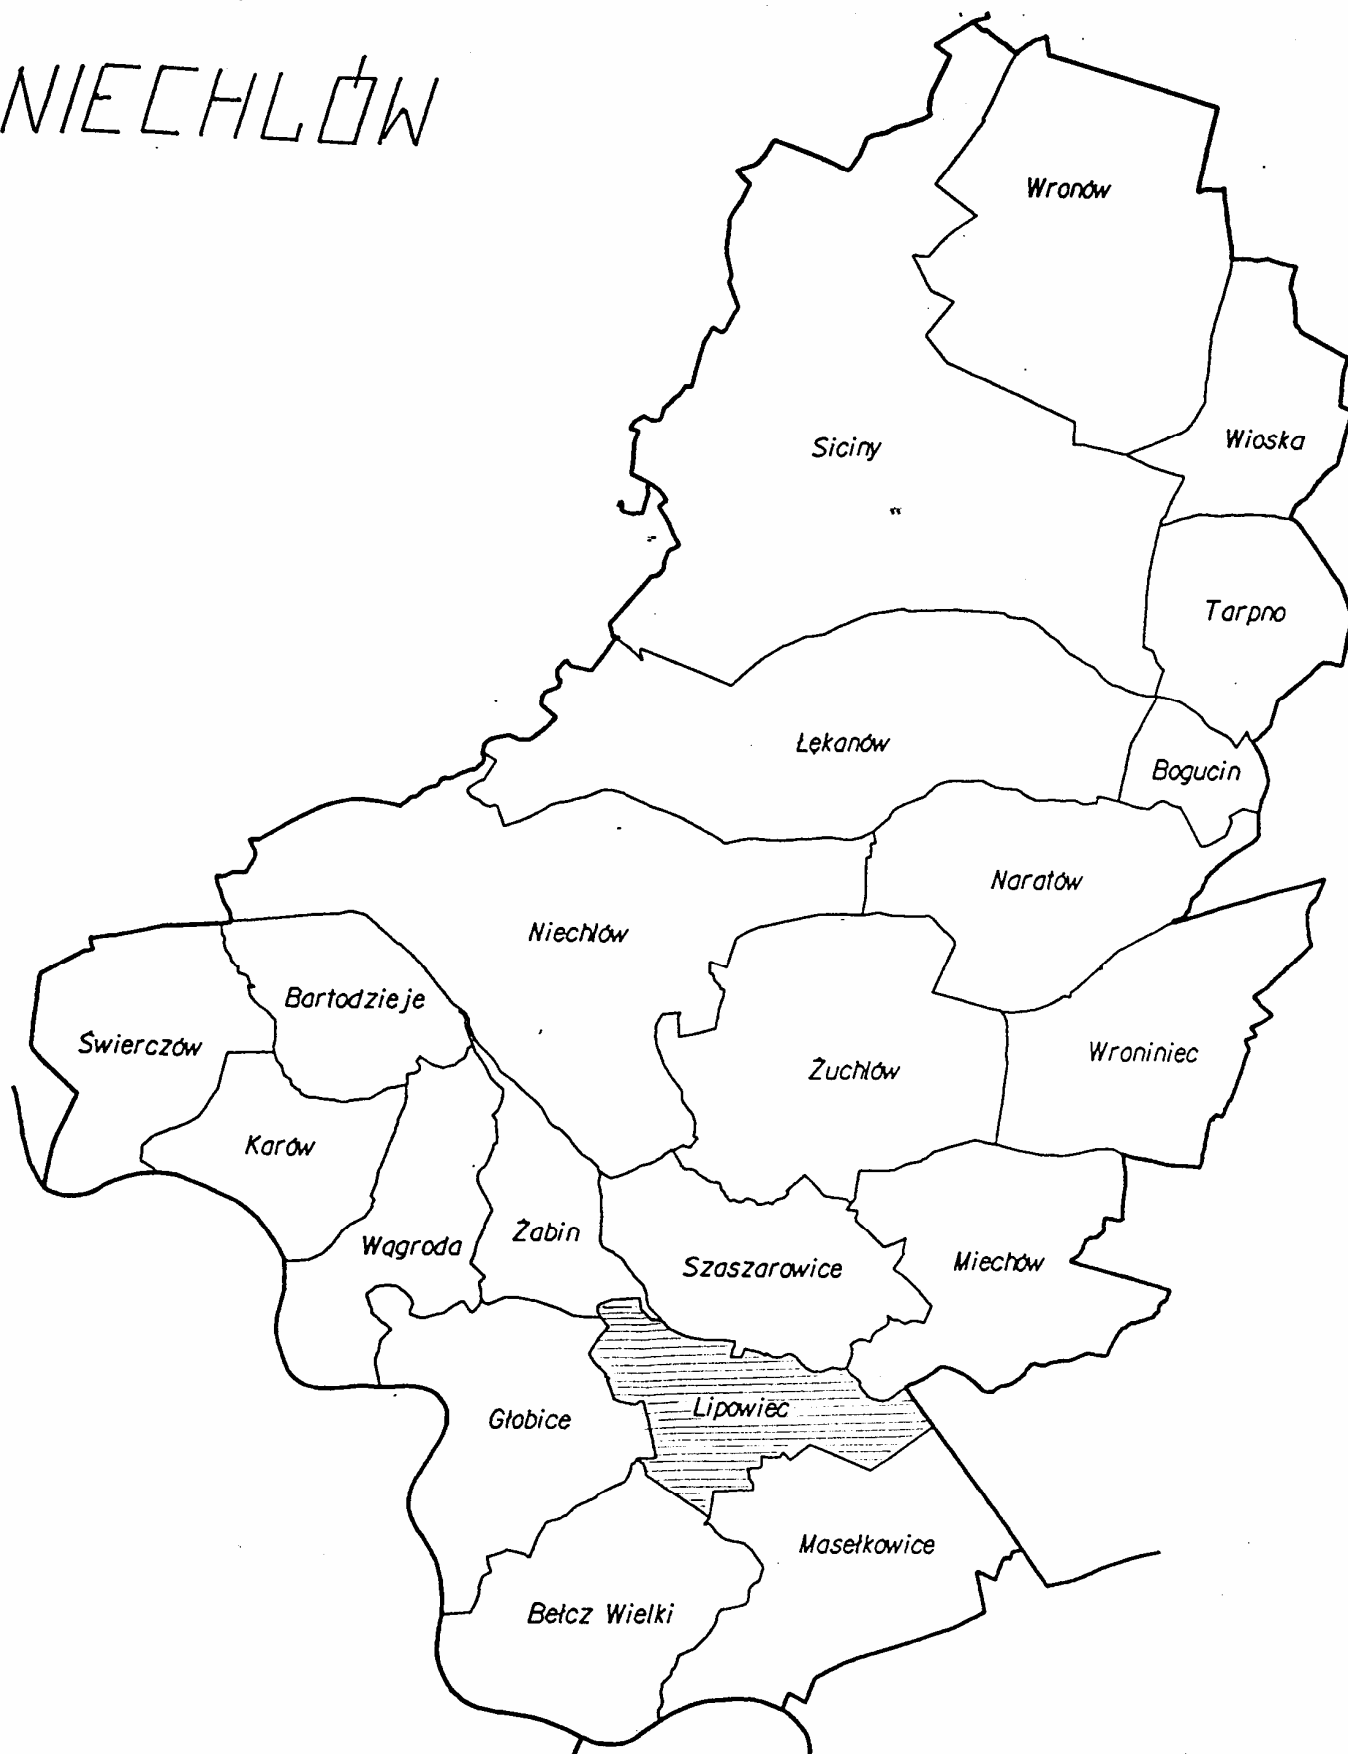 NIECHLÓW
Wronów
Siciny
Wioska
Tarpno
Łękanów
Bogucin
Naratów
Niechlów
Bartodzieje
Świerczów
Wroniniec
Żuchlów
Karów
Żabin
Wągroda
Szaszarowice
Miechów
Lipowiec
Głobice
Masełkowice
Bełcz Wielki